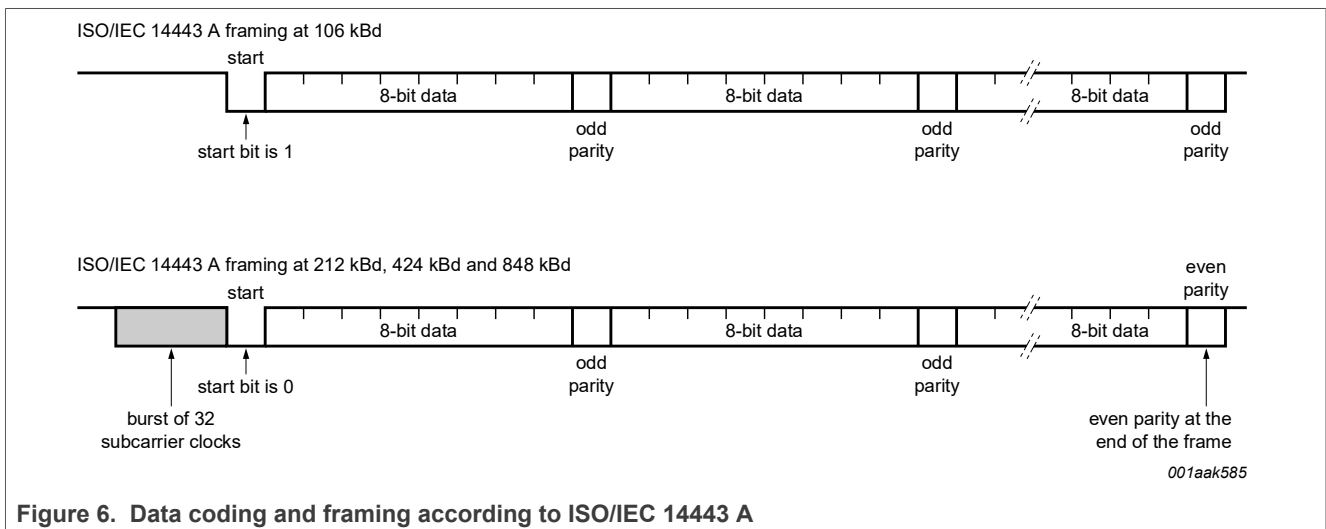 ISO/IEC 14443 A framing at 106 kBd
start
8-bit data
8-bit data
8-bit data
start bit is 1
odd
parity
odd
parity
odd
parity
ISO/IEC 14443 A framing at 212 kBd, 424 kBd and 848 kBd
even
parity
start
8-bit data
8-bit data
8-bit data
start bit is 0
odd
parity
odd
parity
burst of 32
subcarrier clocks
even parity at the
end of the frame
001aak585
Figure 6. Data coding and framing according to ISO/IEC 14443 A